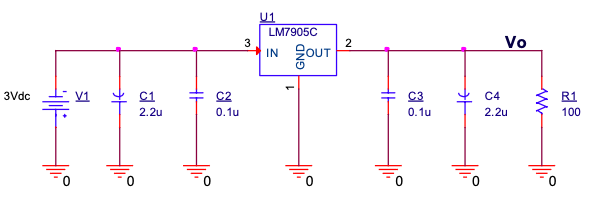 U1
LM7905C
3 IN OUT 2
GND
1
Vo
3Vdc - V1 +
C1
2.2u
C2
0.1u
C3
0.1u
C4
2.2u
R1
100
0 0 0 0 0 0 0